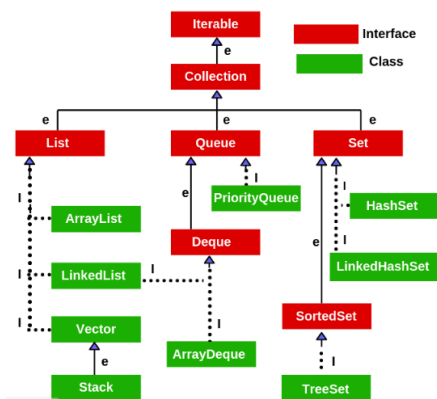 Iterable
Interface
e
Class
Collection
e e e
List Queue Set
I I I
e
PriorityQueue HashSet
ArrayList
e
Deque I
I LinkedHashSet
LinkedList I
SortedSet
I I
Vector
I
e ArrayDeque
Stack TreeSet